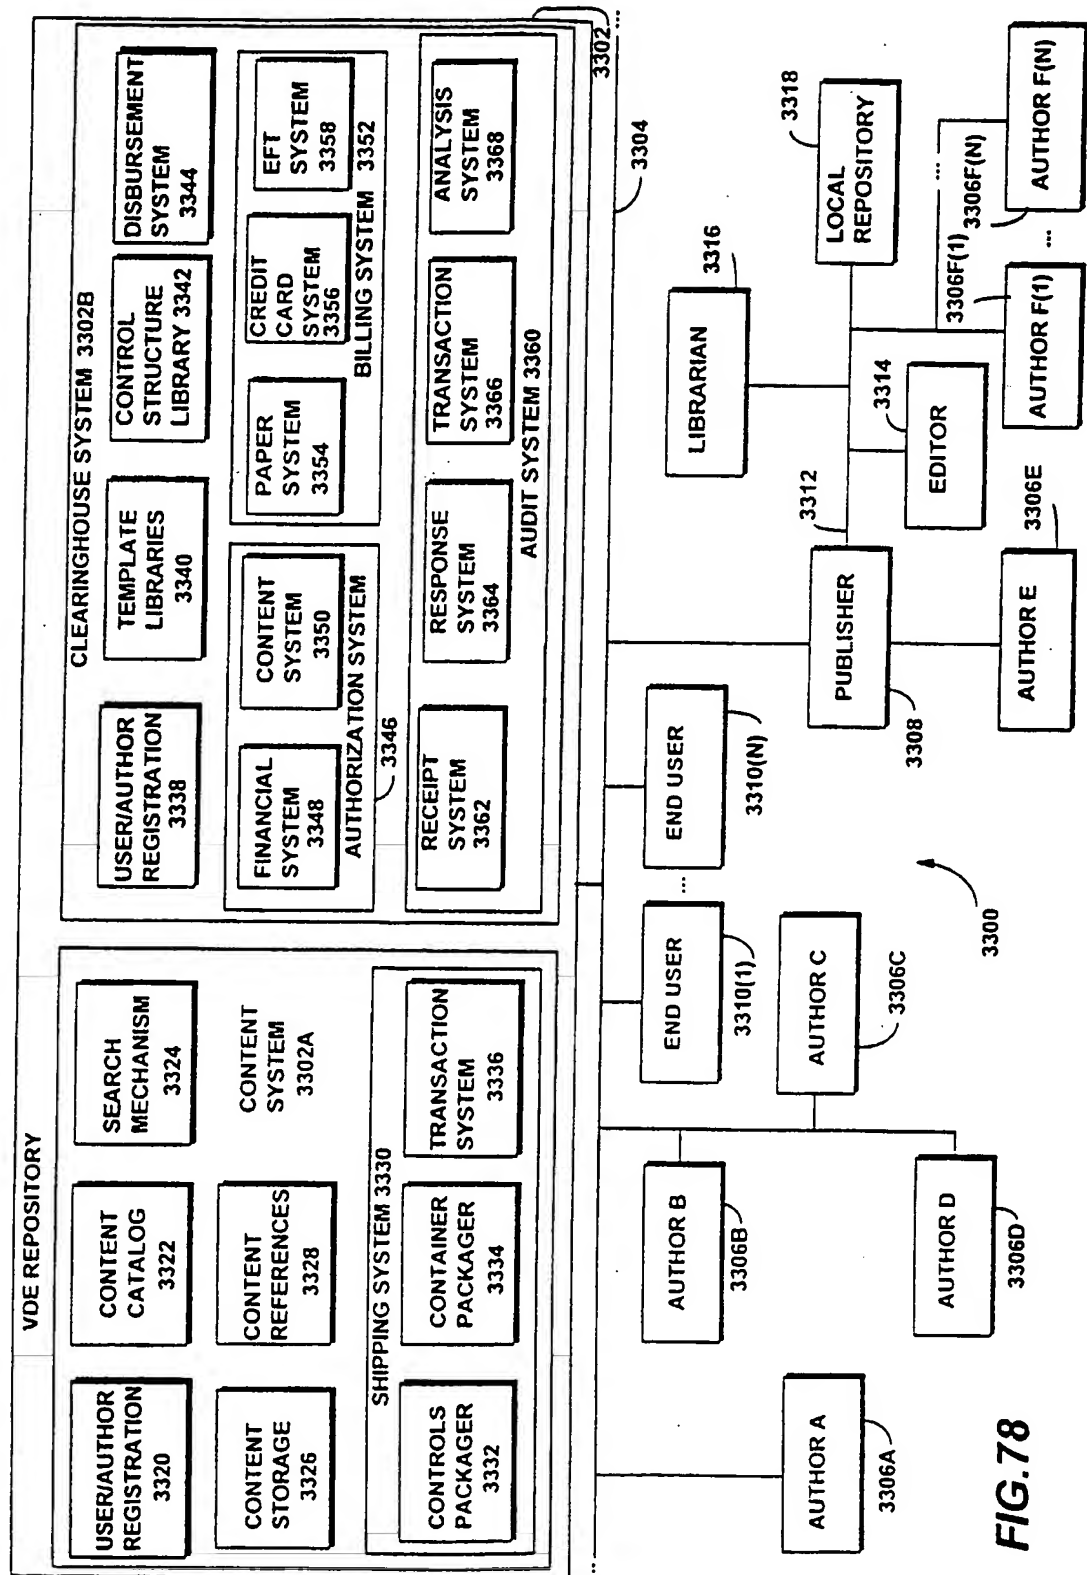 VDE REPOSITORY
USER/AUTHOR
REGISTRATION
3320
CONTENT
CATALOG
3322
SEARCH
MECHANISM
3324
CONTENT
STORAGE
3326
CONTENT
REFERENCES
3328
CONTENT
SYSTEM
3302A
SHIPPING SYSTEM 3330
CONTROLS
PACKAGER
3332
CONTAINER
PACKAGER
3334
TRANSACTION
SYSTEM
3336
CLEARINGHOUSE SYSTEM 3302B
USER/AUTHOR
REGISTRATION
3338
TEMPLATE
LIBRARIES
3340
CONTROL
STRUCTURE
LIBRARY 3342
DISBURSEMENT
SYSTEM
3344
FINANCIAL
SYSTEM
3348
CONTENT
SYSTEM
3350
AUTHORIZATION SYSTEM
3346
PAPER
SYSTEM
3354
CREDIT
CARD
SYSTEM
3356
EFT
SYSTEM
3358
BILLING SYSTEM 3352
RECEIPT
SYSTEM
3362
RESPONSE
SYSTEM
3364
TRANSACTION
SYSTEM
3366
ANALYSIS
SYSTEM
3368
AUDIT SYSTEM 3360
3302
...
...
3304
AUTHOR A
3306A
AUTHOR B
3306B
AUTHOR C
3306C
AUTHOR D
3306D
END USER
3310(1)
...
END USER
3310(N)
3300
PUBLISHER
3308
3312
AUTHOR E
3306E
EDITOR
3314
LIBRARIAN
3316
LOCAL
REPOSITORY
3318
AUTHOR F(1)
3306F(1)
...
...
AUTHOR F(N)
3306F(N)
FIG.78